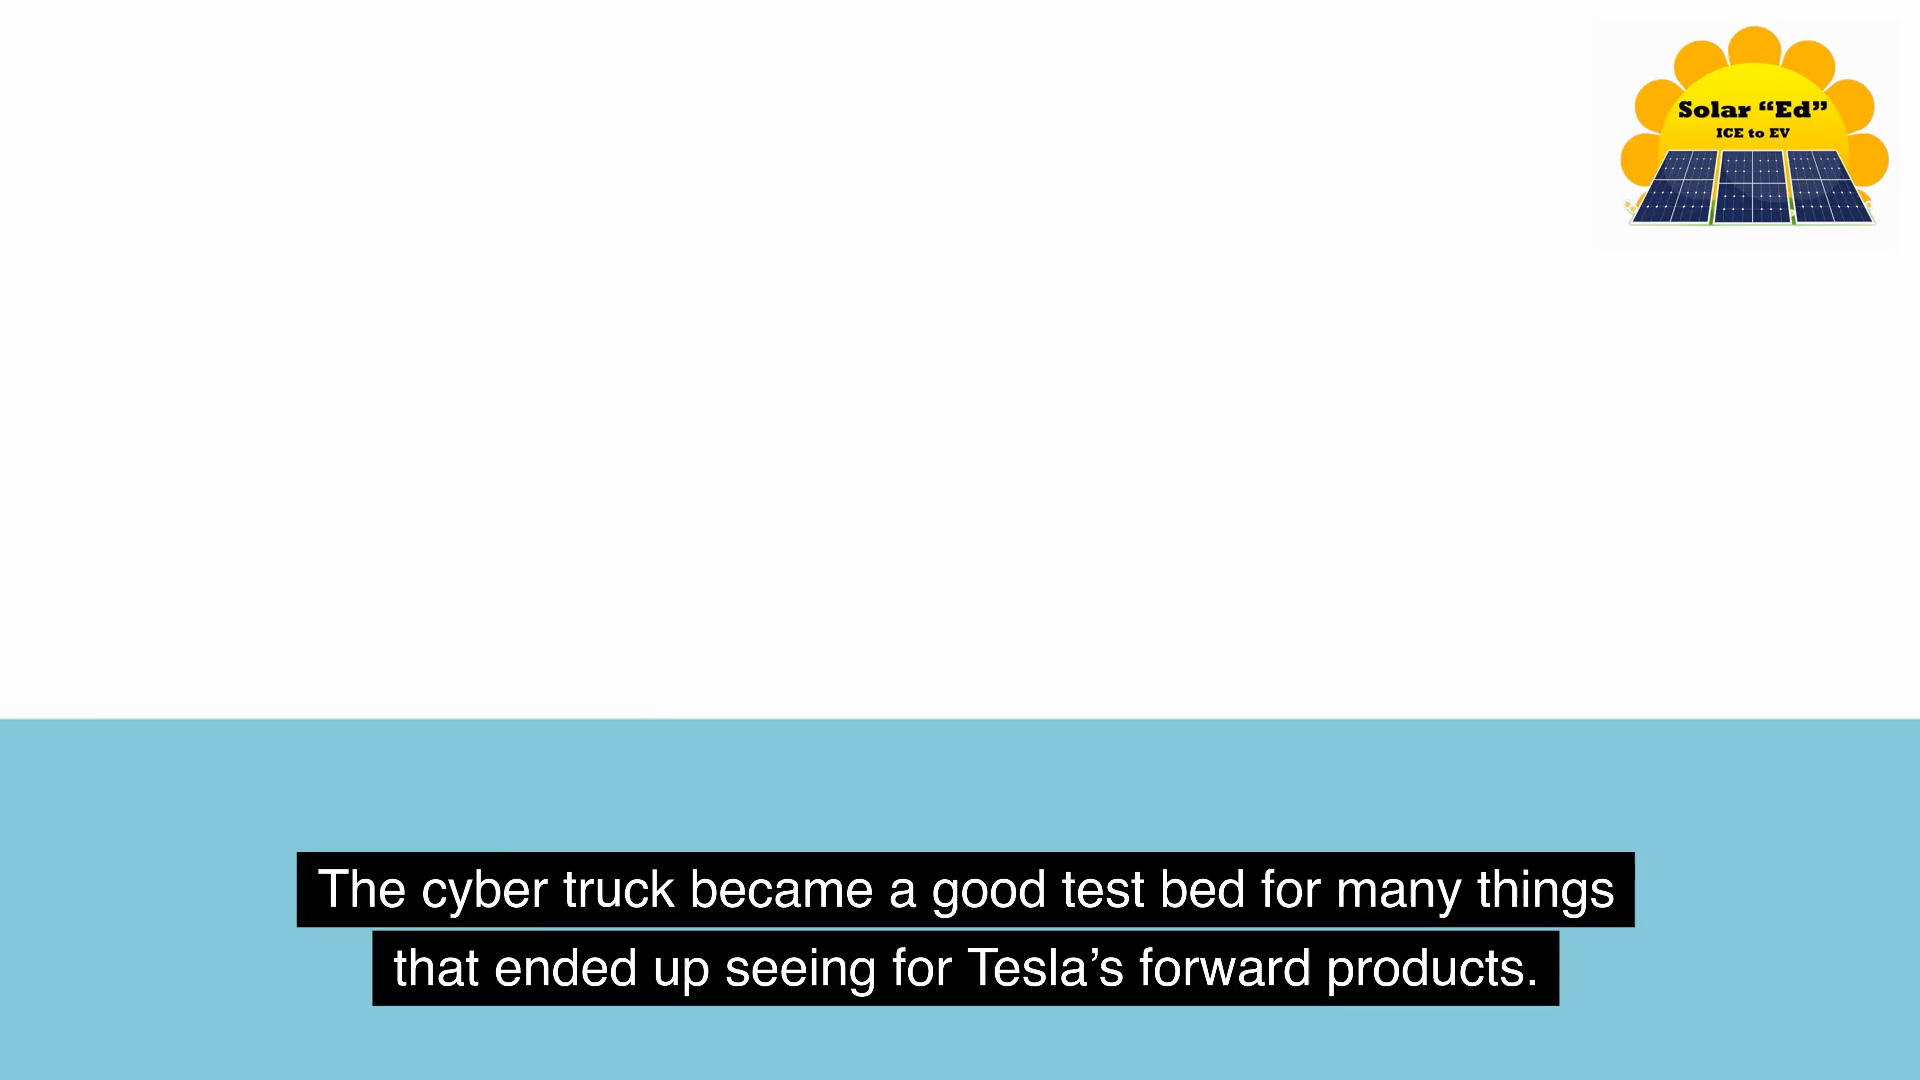 Solar “Ed”
ICE to EV
The cyber truck became a good test bed for many things
that ended up seeing for Tesla’s forward products.